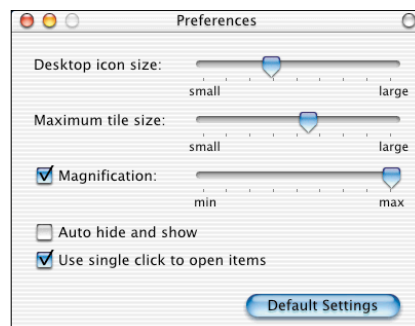 Preferences
Desktop icon size:
small large
Maximum tile size:
small large
Magnification:
min max
Auto hide and show
Use single click to open items
Default Settings